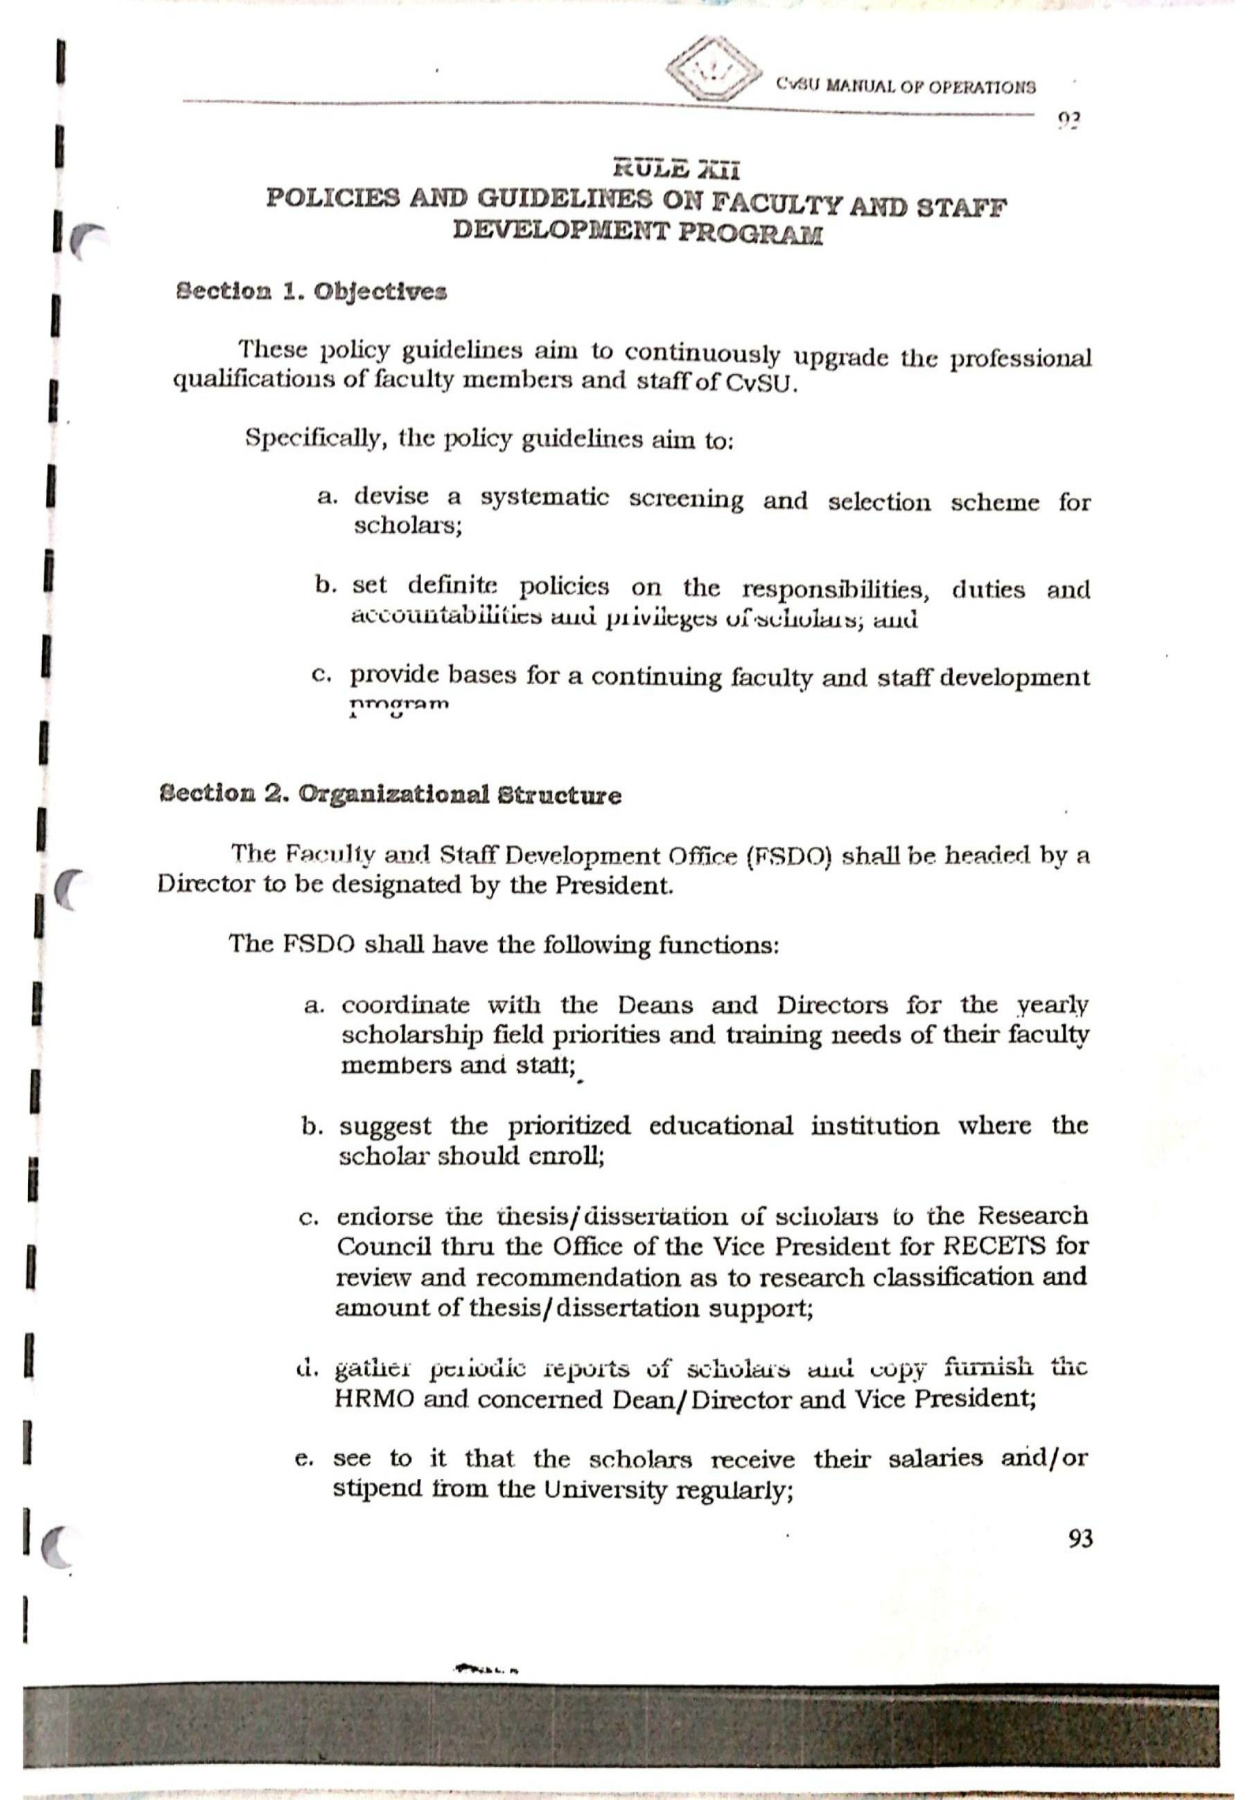 CvSU MANUAL OF OPERATIONS
93
RULE XII
POLICIES AND GUIDELINES ON FACULTY AND STAFF
DEVELOPMENT PROGRAM
Section 1. Objectives
These policy guidelines aim to continuously upgrade the professional
qualifications of faculty members and staff of CvSU.
Specifically, the policy guidelines aim to:
a. devise a systematic screening and selection scheme for
scholars;
b. set definite policies on the responsibilities, duties and
accountabilities and privileges of scholars; and
c. provide bases for a continuing faculty and staff development
program
Section 2. Organizational Structure
The Faculty and Staff Development Office (FSDO) shall be headed by a
Director to be designated by the President.
The FSDO shall have the following functions:
a. coordinate with the Deans and Directors for the yearly
scholarship field priorities and training needs of their faculty
members and staff;
b. suggest the prioritized educational institution where the
scholar should enroll;
c. endorse the thesis/dissertation of scholars to the Research
Council thru the Office of the Vice President for RECETS for
review and recommendation as to research classification and
amount of thesis/dissertation support;
d. gather periodic reports of scholars and copy furnish the
HRMO and concerned Dean/Director and Vice President;
e. see to it that the scholars receive their salaries and/or
stipend from the University regularly;
93